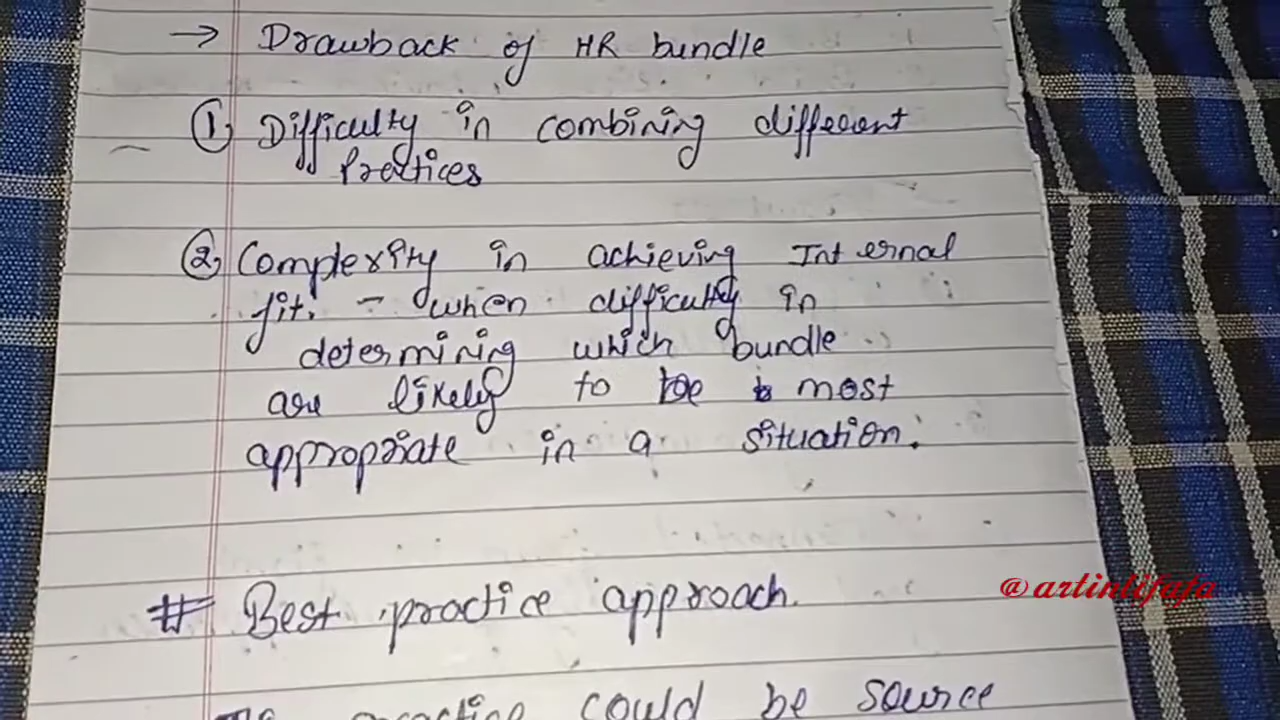 → Drawback of HR bundle
① Difficulty in combining different
Practices
② Complexity in achieving Internal
fit. - when difficulty in
determining which bundle
are likely to be most
appropriate in a situation.
# Best practice approach.
@artinlifafa
practice could be source